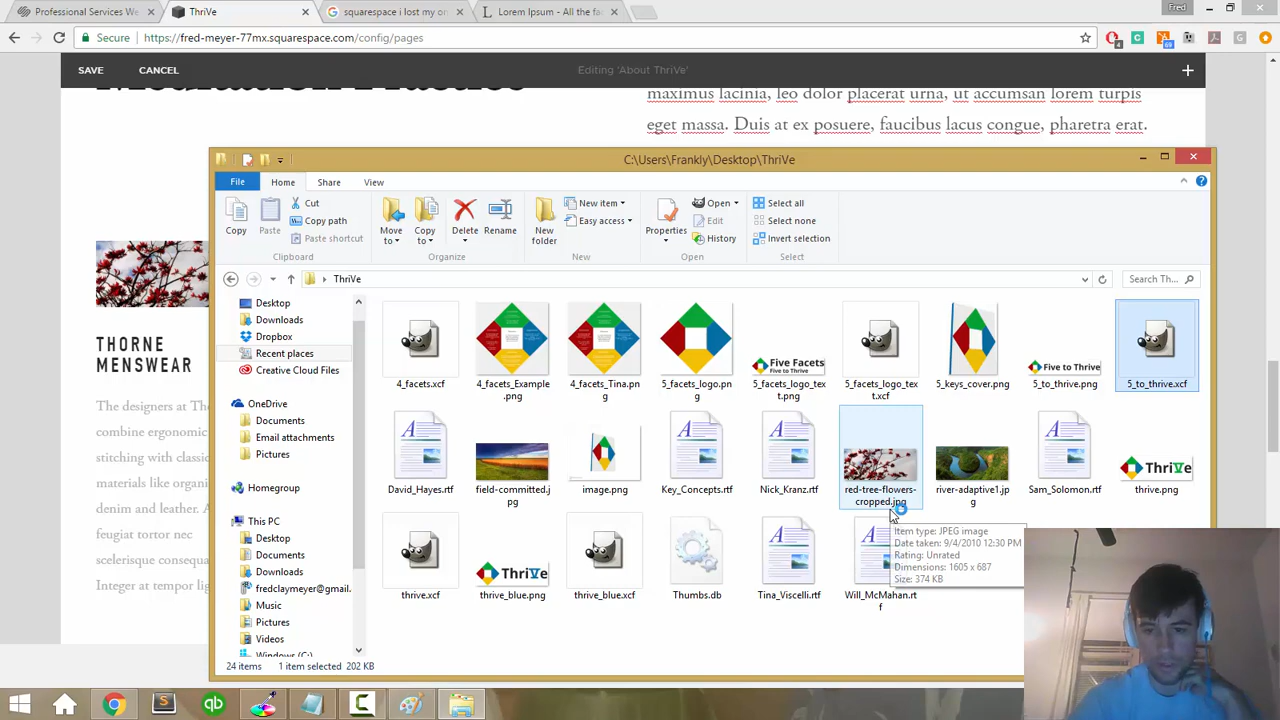 Professional Services We
ThriVe
squarespace i lost my on
Lorem Ipsum - All the fa
Fred
Secure
https://fred-meyer-77mx.squarespace.com/config/pages
SAVE
CANCEL
Editing 'About ThriVe'
maximus lacinia, leo dolor placerat urna, ut accumsan lorem turpis
eget massa. Duis at ex posuere, faucibus lacus congue, pharetra erat.
C:\Users\Frankly\Desktop\ThriVe
File
Home
Share
View
Copy
Paste
Cut
Copy path
Paste shortcut
Clipboard
Move to
Copy to
Delete
Rename
Organize
New folder
New item
Easy access
New
Properties
Open
Edit
History
Open
Select all
Select none
Invert selection
Select
ThriVe
Search Th...
Desktop
Downloads
Dropbox
Recent places
Creative Cloud Files
OneDrive
Documents
Email attachments
Pictures
Homegroup
This PC
Desktop
Documents
Downloads
fredclaymeyer@gmail.
Music
Pictures
Videos
Windows (C:)
4_facets.xcf
4_facets_Example
.png
4_facets_Tina.pn
g
5_facets_logo.pn
g
Five Facets
Five to Thrive
5_facets_logo_tex
t.png
5_facets_logo_tex
t.xcf
5_keys_cover.png
Five to Thrive
5_to_thrive.png
5_to_thrive.xcf
David_Hayes.rtf
field-committed.j
pg
image.png
Key_Concepts.rtf
Nick_Kranz.rtf
red-tree-flowers-
cropped.jpg
river-adaptive1.jp
g
Sam_Solomon.rtf
ThriVe
thrive.png
thrive.xcf
ThriVe
thrive_blue.png
thrive_blue.xcf
Thumbs.db
Tina_Viscelli.rtf
Will_McMahan.rt
f
Item type: JPEG image
Date taken: 9/4/2010 12:30 PM
Rating: Unrated
Dimensions: 1605 x 687
Size: 374 KB
24 items
1 item selected 202 KB
THORNE
MENSWEAR
The designers at Th
combine ergonomic
stitching with classic
materials like organi
denim and leather. A
feugiat tortor nec
scelerisque consequa
Integer at tempor lig